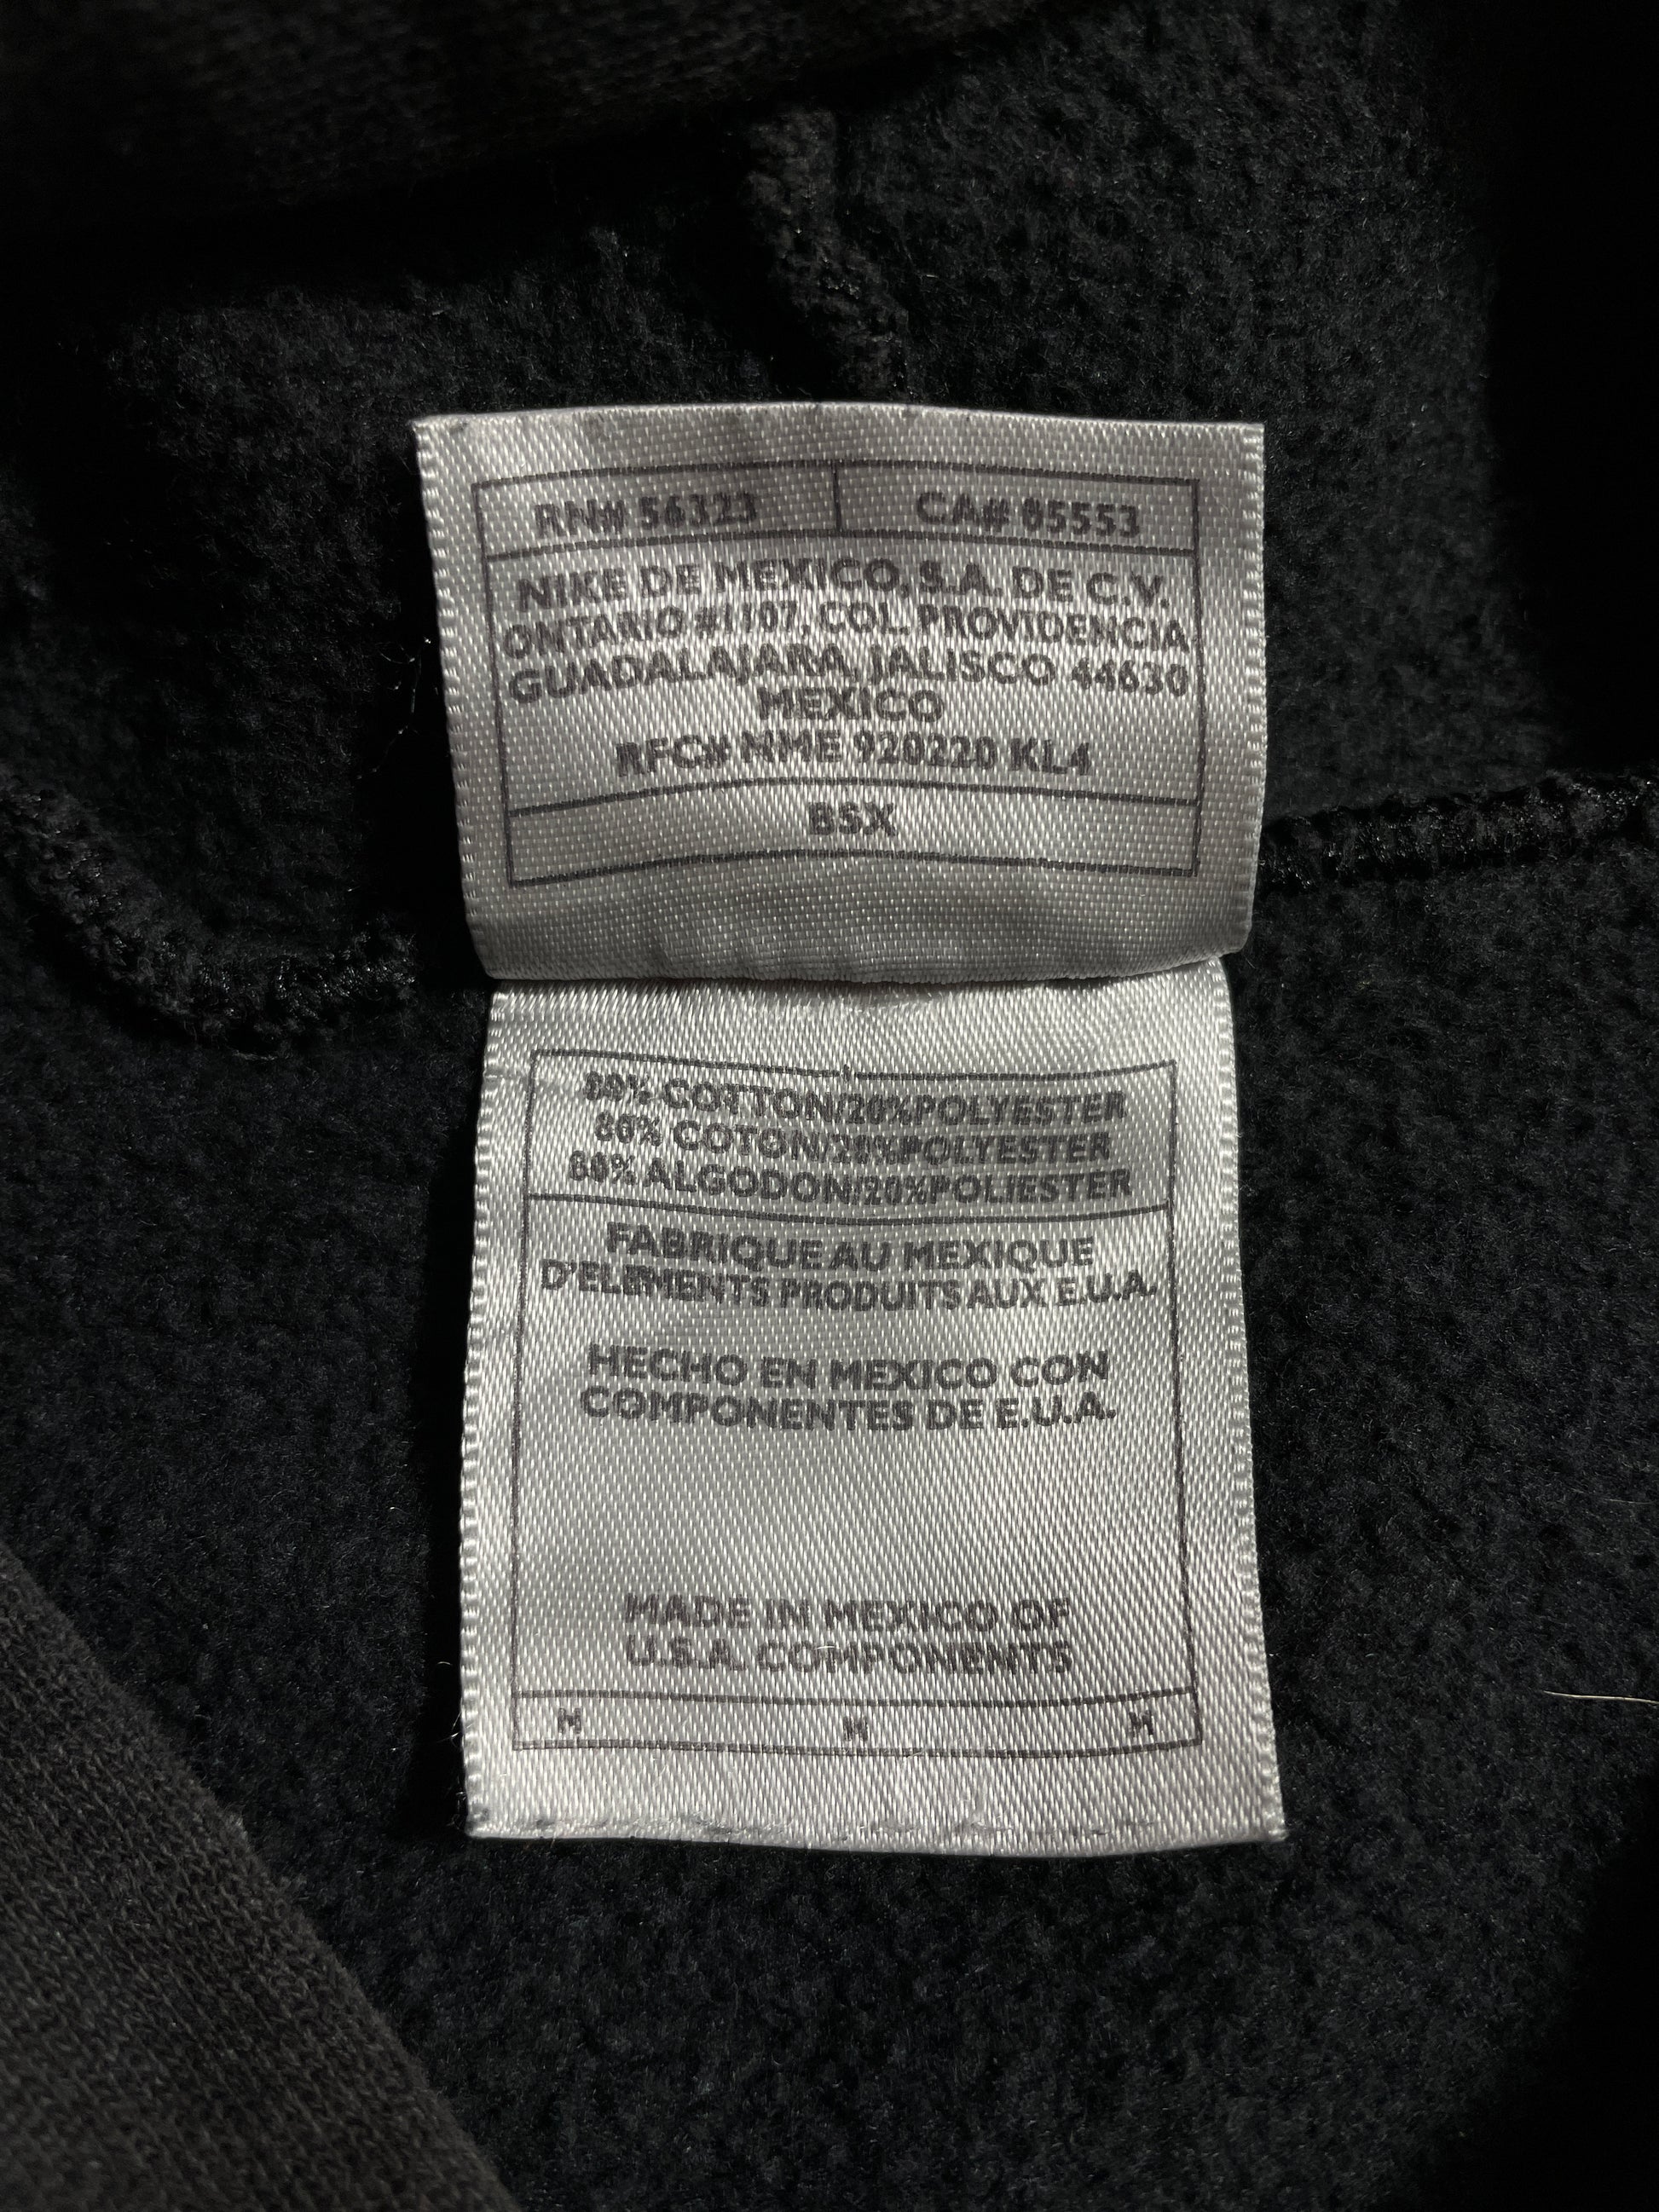 RN# 56323 CA# 05553
NIKE DE MEXICO, S.A. DE C.V.
ONTARIO #1107, COL. PROVIDENCIA
GUADALAJARA, JALISCO 44630
MEXICO
RFC# NME 920220 KL4
BSX
80% COTTON/20%POLYESTER
80% COTON/20%POLYESTER
80% ALGODON/20%POLIESTER
FABRIQUE AU MEXIQUE
D'ELEMENTS PRODUITS AUX E.U.A.
HECHO EN MEXICO CON
COMPONENTES DE E.U.A.
MADE IN MEXICO OF
U.S.A. COMPONENTS
M M M